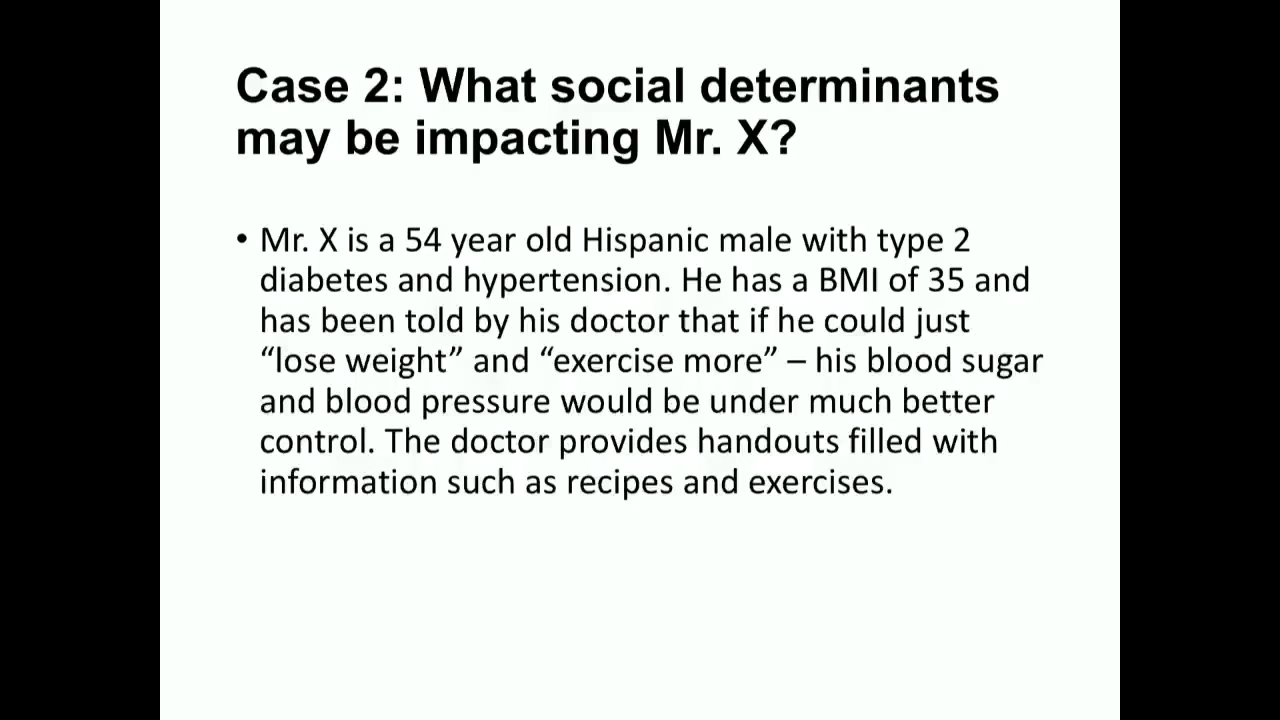 Case 2: What social determinants
may be impacting Mr. X?
• Mr. X is a 54 year old Hispanic male with type 2
diabetes and hypertension. He has a BMI of 35 and
has been told by his doctor that if he could just
“lose weight” and “exercise more” – his blood sugar
and blood pressure would be under much better
control. The doctor provides handouts filled with
information such as recipes and exercises.